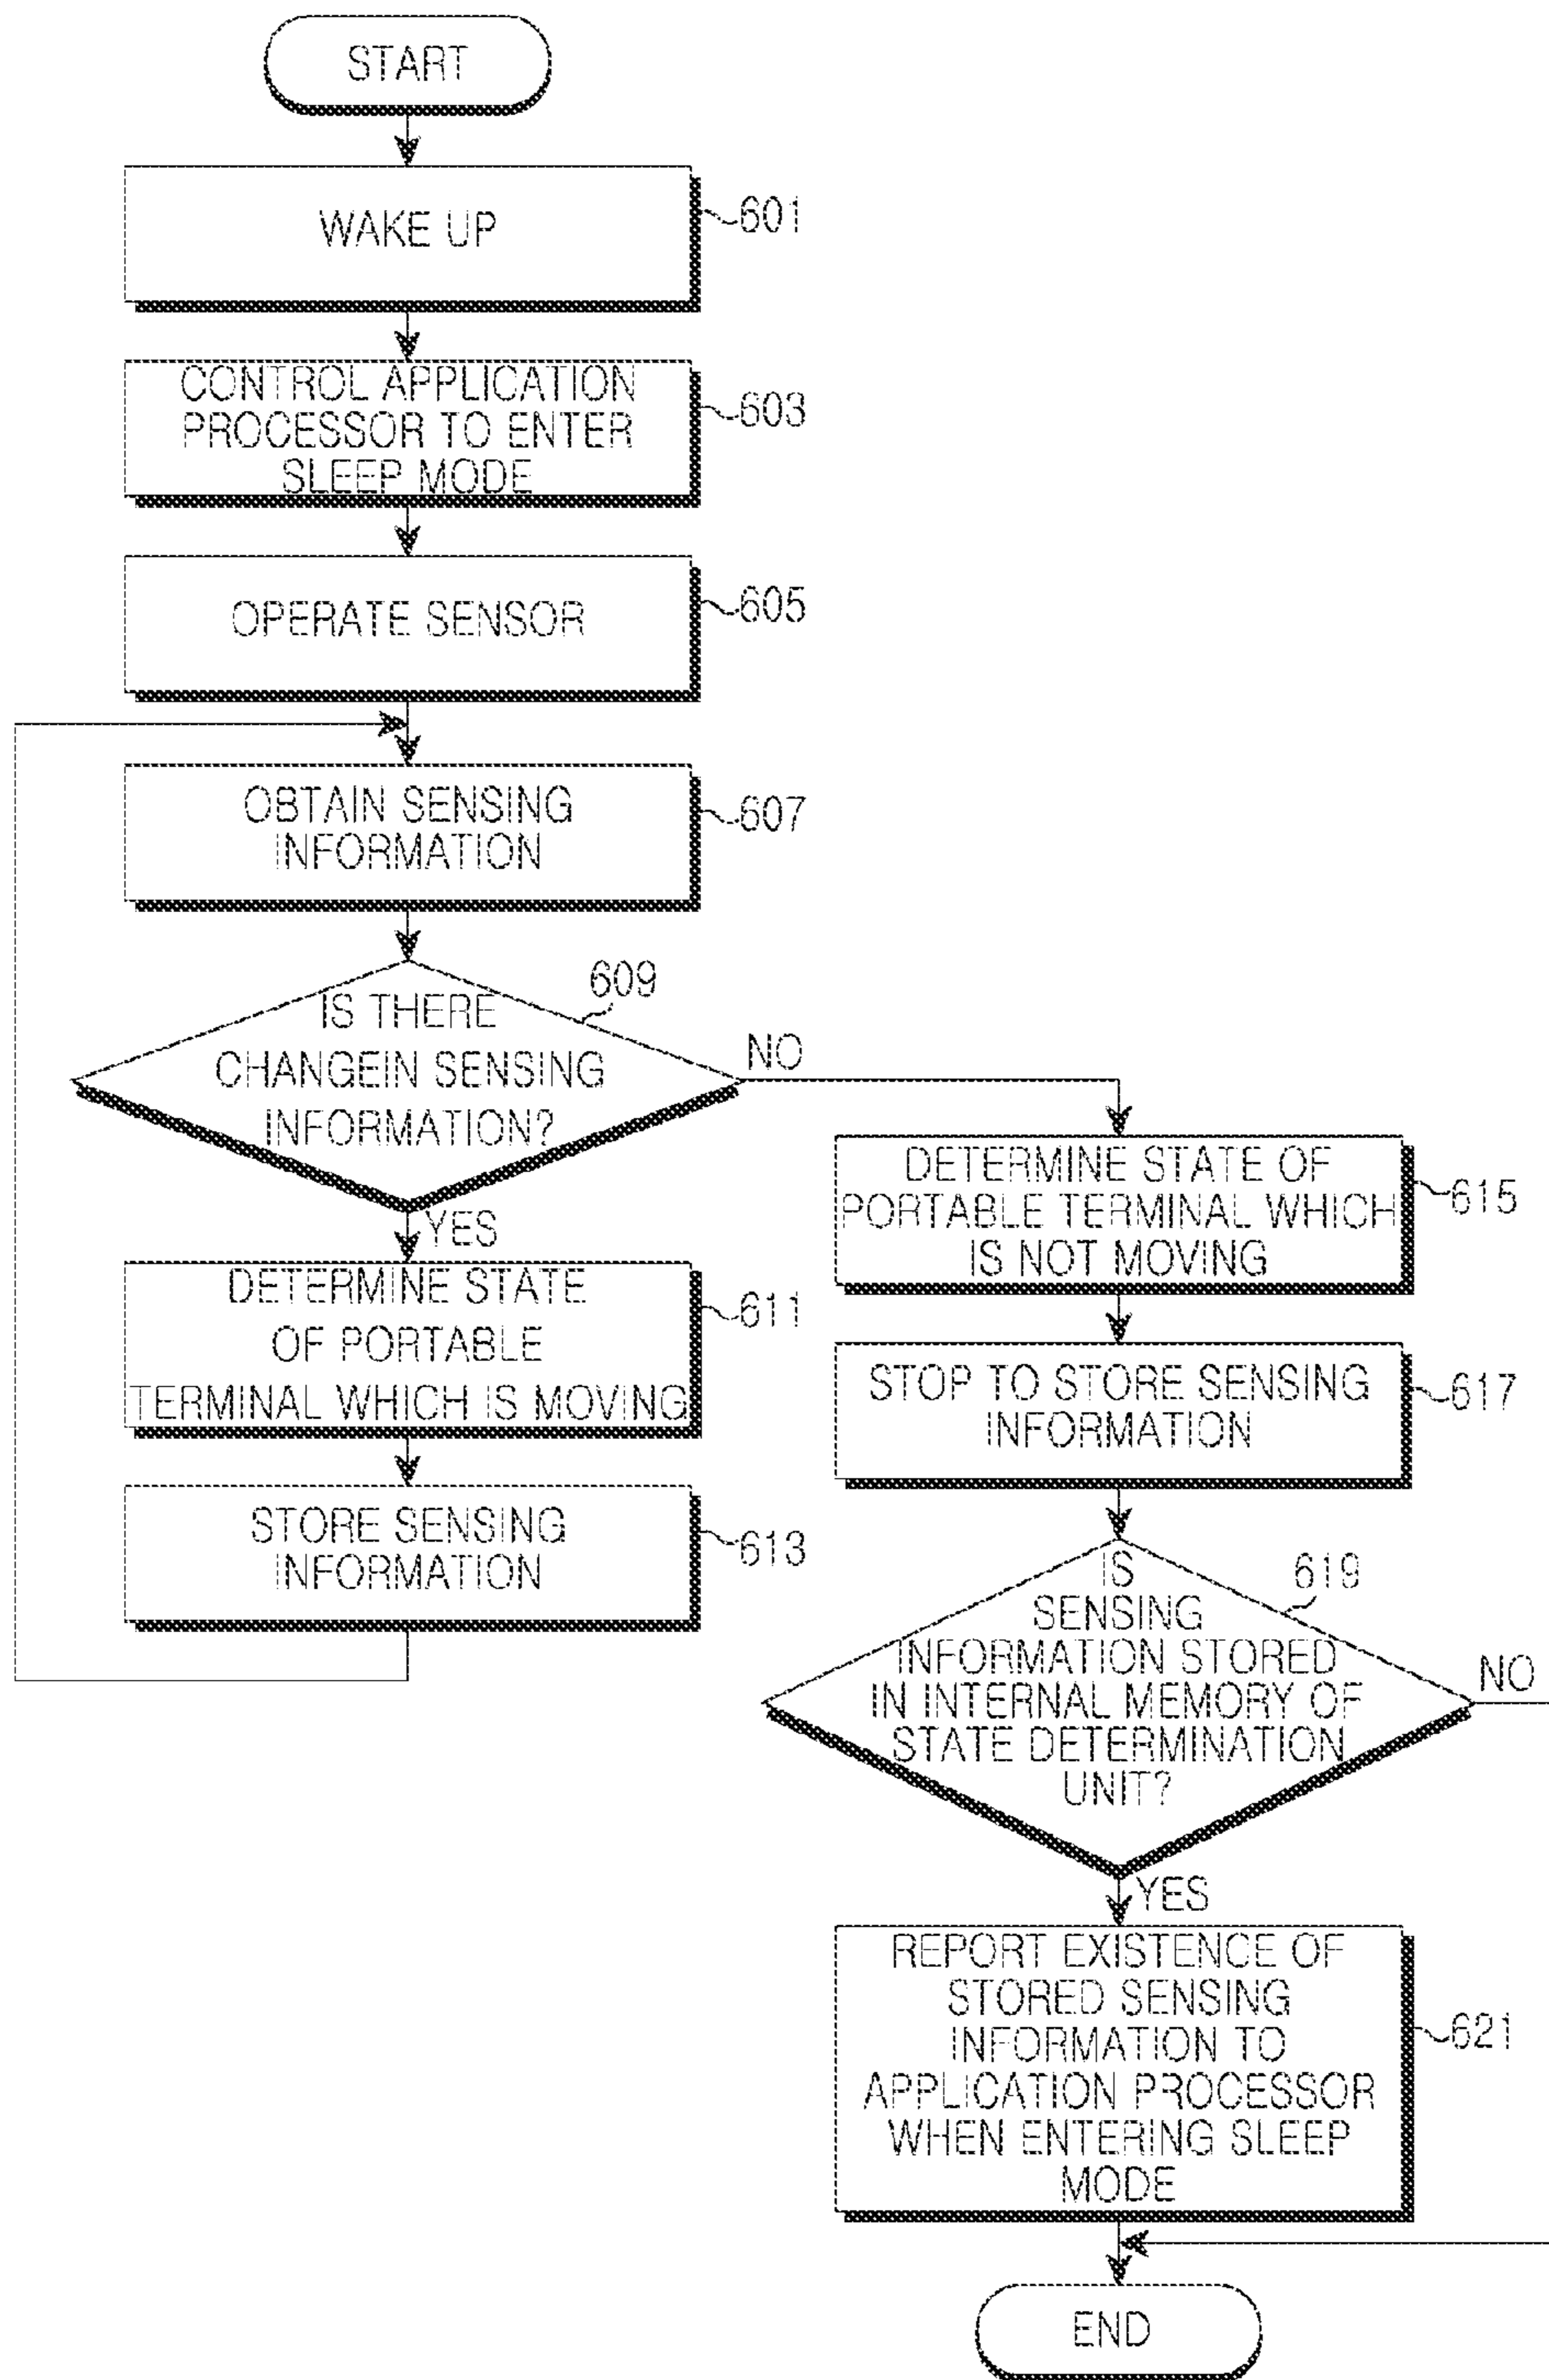 START
WAKE UP
601
CONTROL APPLICATION
PROCESSOR TO ENTER
SLEEP MODE
603
OPERATE SENSOR
605
OBTAIN SENSING
INFORMATION
607
609
IS THERE
CHANGEIN SENSING
INFORMATION?
NO
YES
DETERMINE STATE
OF PORTABLE
TERMINAL WHICH IS MOVING
611
STORE SENSING
INFORMATION
613
DETERMINE STATE OF
PORTABLE TERMINAL WHICH
IS NOT MOVING
615
STOP TO STORE SENSING
INFORMATION
617
619
IS
SENSING
INFORMATION STORED
IN INTERNAL MEMORY OF
STATE DETERMINATION
UNIT?
NO
YES
REPORT EXISTENCE OF
STORED SENSING
INFORMATION TO
APPLICATION PROCESSOR
WHEN ENTERING SLEEP
MODE
621
END